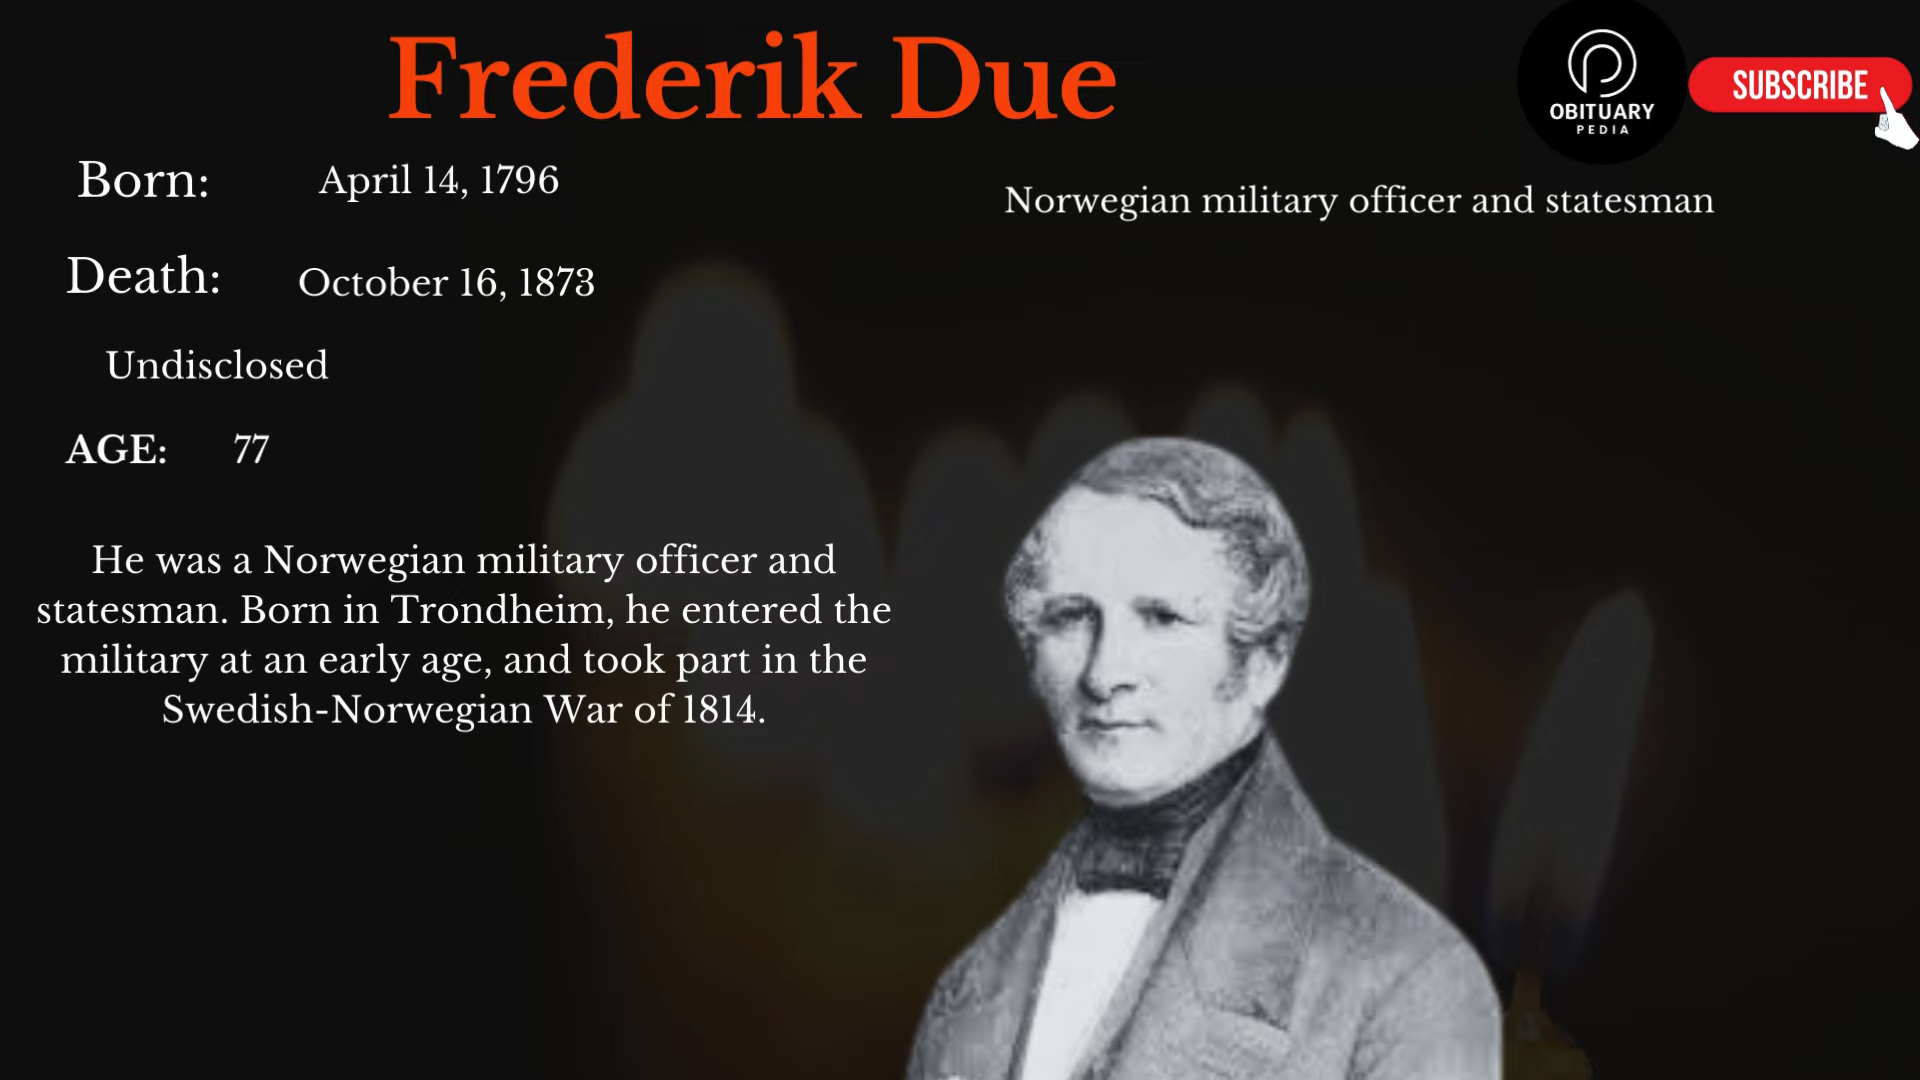 Frederik Due
OBITUARY
PEDIA
SUBSCRIBE
Born: April 14, 1796
Norwegian military officer and statesman
Death: October 16, 1873
Undisclosed
AGE: 77
He was a Norwegian military officer and
statesman. Born in Trondheim, he entered the
military at an early age, and took part in the
Swedish-Norwegian War of 1814.